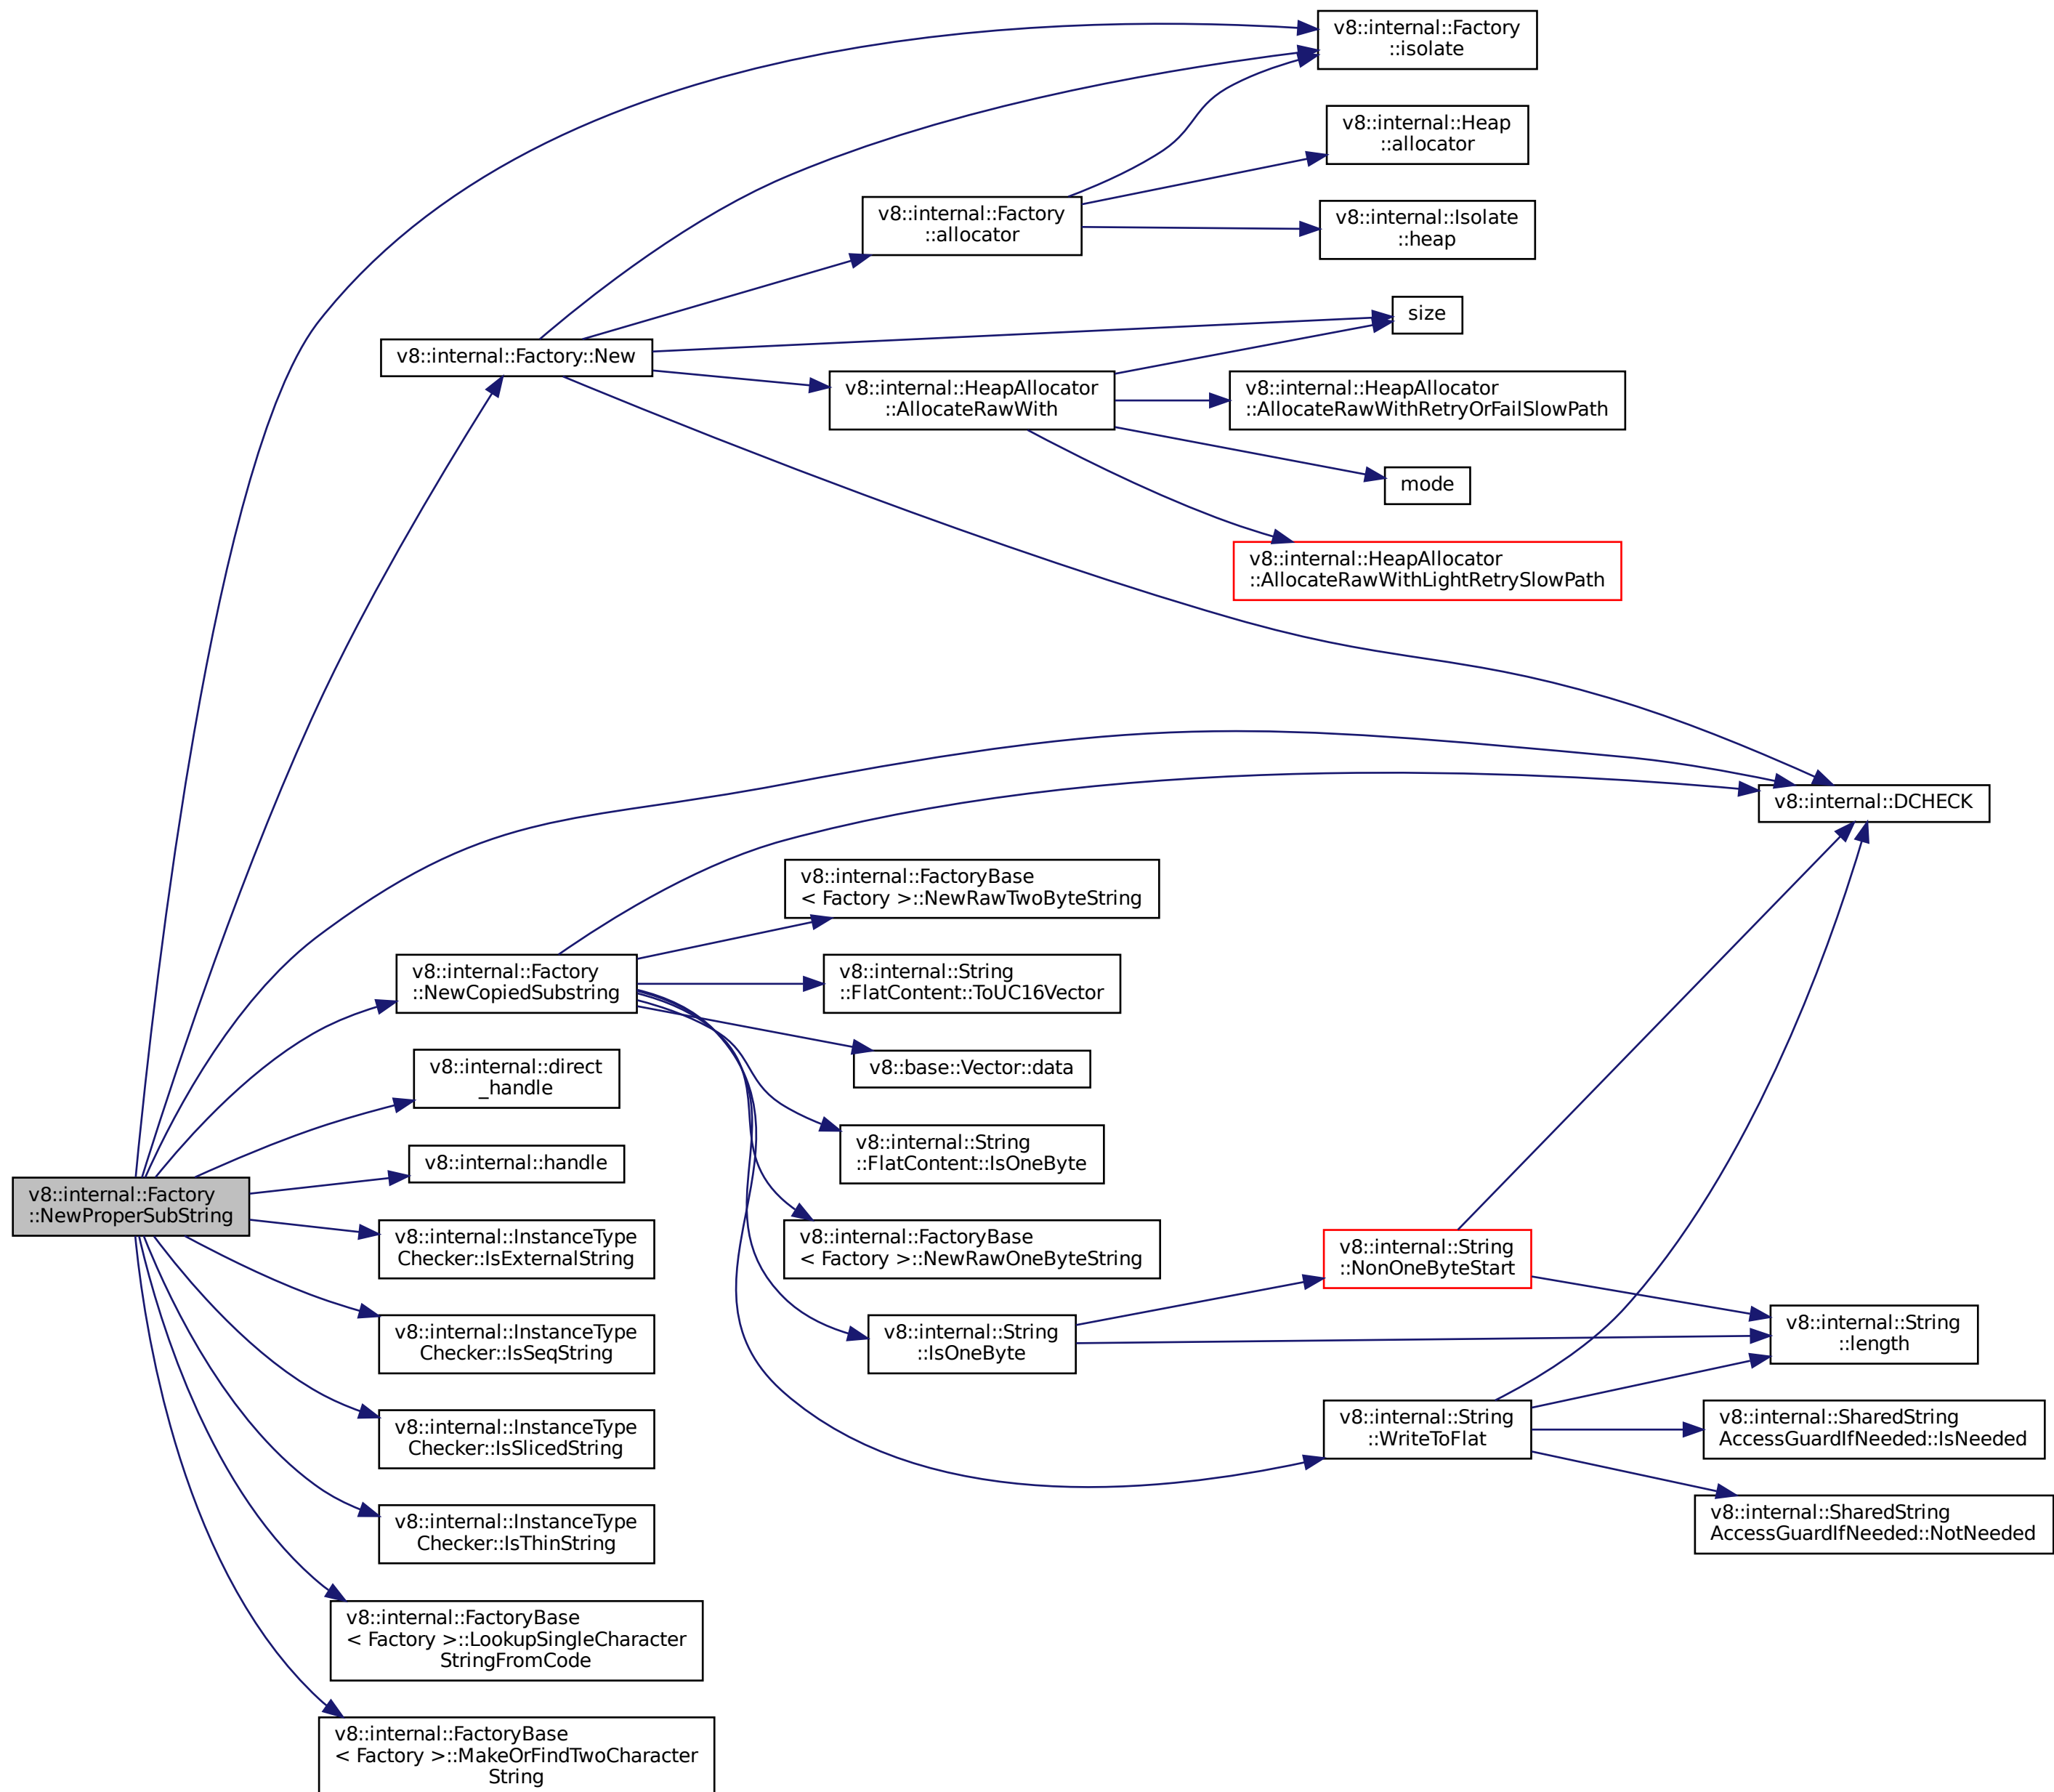 v8::internal::Factory
::isolate
v8::internal::Heap
::allocator
v8::internal::Factory
::allocator
v8::internal::Isolate
::heap
size
v8::internal::Factory::New
v8::internal::HeapAllocator
::AllocateRawWith
v8::internal::HeapAllocator
::AllocateRawWithRetryOrFailSlowPath
mode
v8::internal::HeapAllocator
::AllocateRawWithLightRetrySlowPath
v8::internal::DCHECK
v8::internal::FactoryBase
< Factory >::NewRawTwoByteString
v8::internal::Factory
::NewCopiedSubstring
v8::internal::String
::FlatContent::ToUC16Vector
v8::base::Vector::data
v8::internal::direct
_handle
v8::internal::String
::FlatContent::IsOneByte
v8::internal::handle
v8::internal::Factory
::NewProperSubString
v8::internal::InstanceType
Checker::IsExternalString
v8::internal::FactoryBase
< Factory >::NewRawOneByteString
v8::internal::String
::NonOneByteStart
v8::internal::InstanceType
Checker::IsSeqString
v8::internal::String
::IsOneByte
v8::internal::String
::length
v8::internal::InstanceType
Checker::IsSlicedString
v8::internal::String
::WriteToFlat
v8::internal::SharedString
AccessGuardIfNeeded::IsNeeded
v8::internal::InstanceType
Checker::IsThinString
v8::internal::SharedString
AccessGuardIfNeeded::NotNeeded
v8::internal::FactoryBase
< Factory >::LookupSingleCharacter
StringFromCode
v8::internal::FactoryBase
< Factory >::MakeOrFindTwoCharacter
String